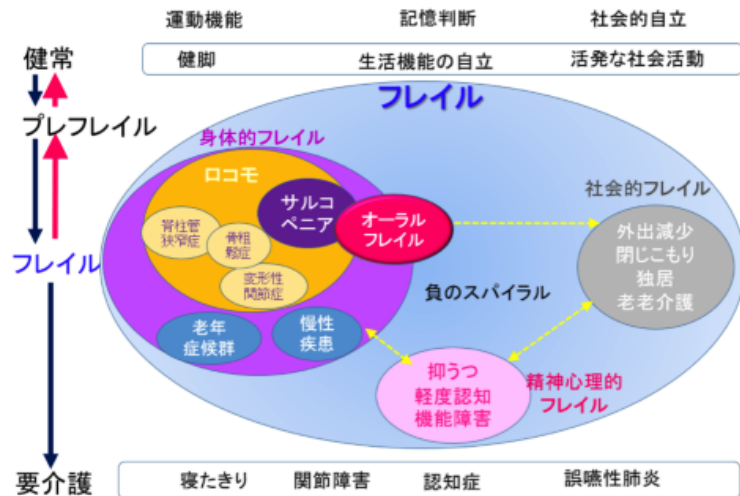 運動機能
記憶判断
社会的自立
健常
健脚
生活機能の自立
活発な社会活動
フレイル
プレフレイル
身体的フレイル
ロコモ
サルコ
ペニア
オーラル
フレイル
社会的フレイル
脊柱管
狭窄症
骨粗
鬆症
変形性
関節症
外出減少
閉じこもり
独居
老老介護
フレイル
負のスパイラル
老年
症候群
慢性
疾患
抑うつ
軽度認知
機能障害
精神心理的
フレイル
要介護
寝たきり
関節障害
認知症
誤嚥性肺炎